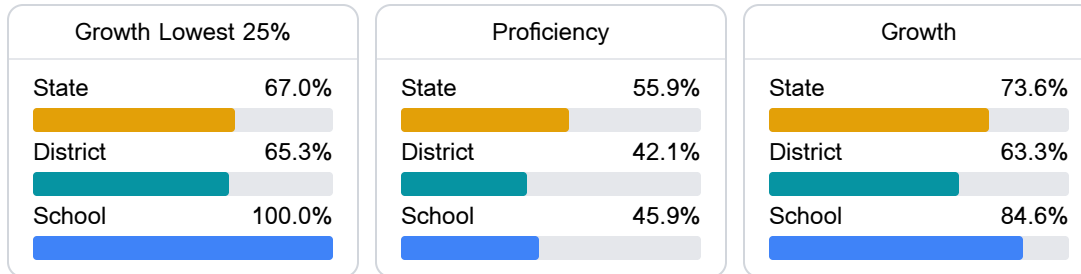 Growth Lowest 25%
State 67.0%
District 65.3%
School 100.0%
Proficiency
State 55.9%
District 42.1%
School 45.9%
Growth
State 73.6%
District 63.3%
School 84.6%